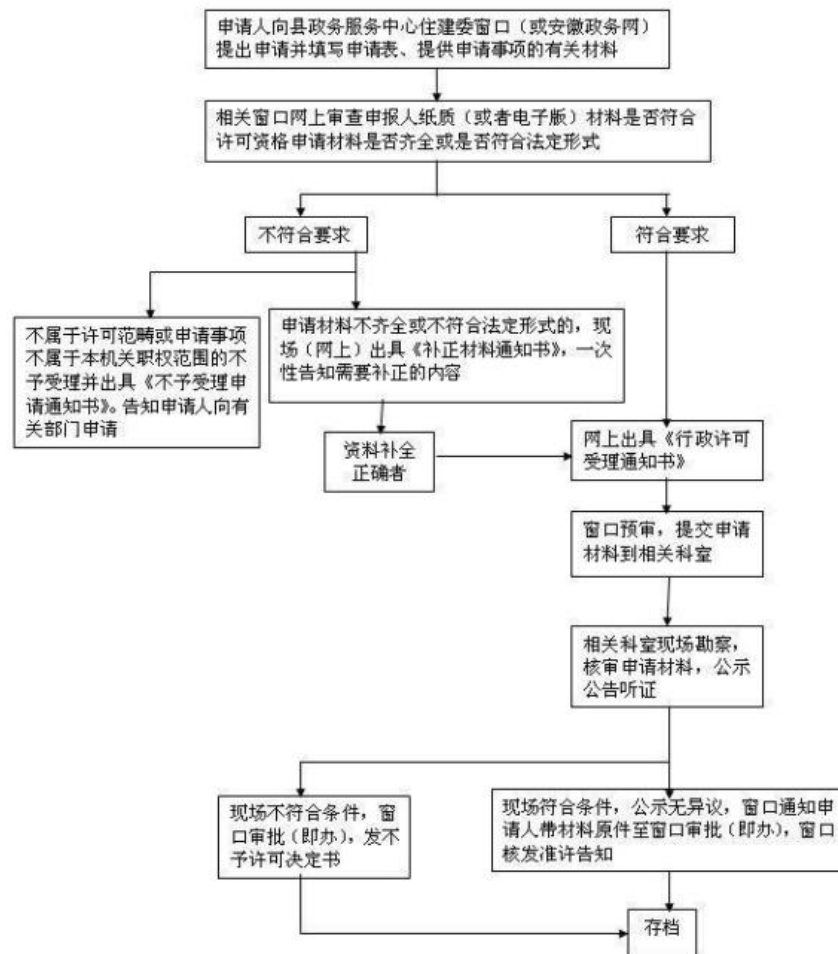 申请人向县政务服务中心住建委窗口（或安徽政务网）
提出申请并填写申请表、提供申请事项的有关材料
相关窗口网上审查申报人纸质（或者电子版）材料是否符合
许可资格申请材料是否齐全或是否符合法定形式
不符合要求
符合要求
不属于许可范畴或申请事项
不属于本机关职权范围的不
予受理并出具《不予受理申
请通知书》。告知申请人向有
关部门申请
申请材料不齐全或不符合法定形式的，现
场（网上）出具《补正材料通知书》，一次
性告知需要补正的内容
资料补全
正确者
网上出具《行政许可
受理通知书》
窗口预审，提交申请
材料到相关科室
相关科室现场勘察，
核审申请材料，公示
公告听证
现场不符合条件，窗
口审批（即办），发不
予许可决定书
现场符合条件，公示无异议，窗口通知申
请人带材料原件至窗口审批（即办），窗口
核发准许告知
存档